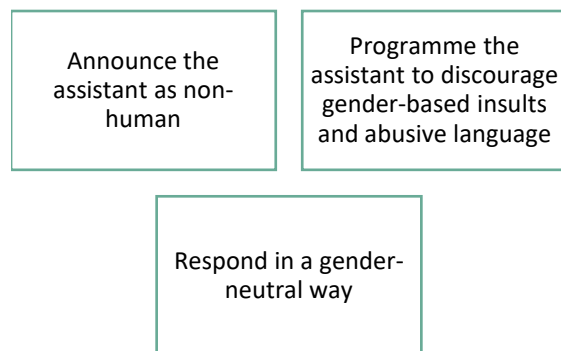 Announce the
assistant as non-
human
Programme the
assistant to discourage
gender-based insults
and abusive language
Respond in a gender-
neutral way